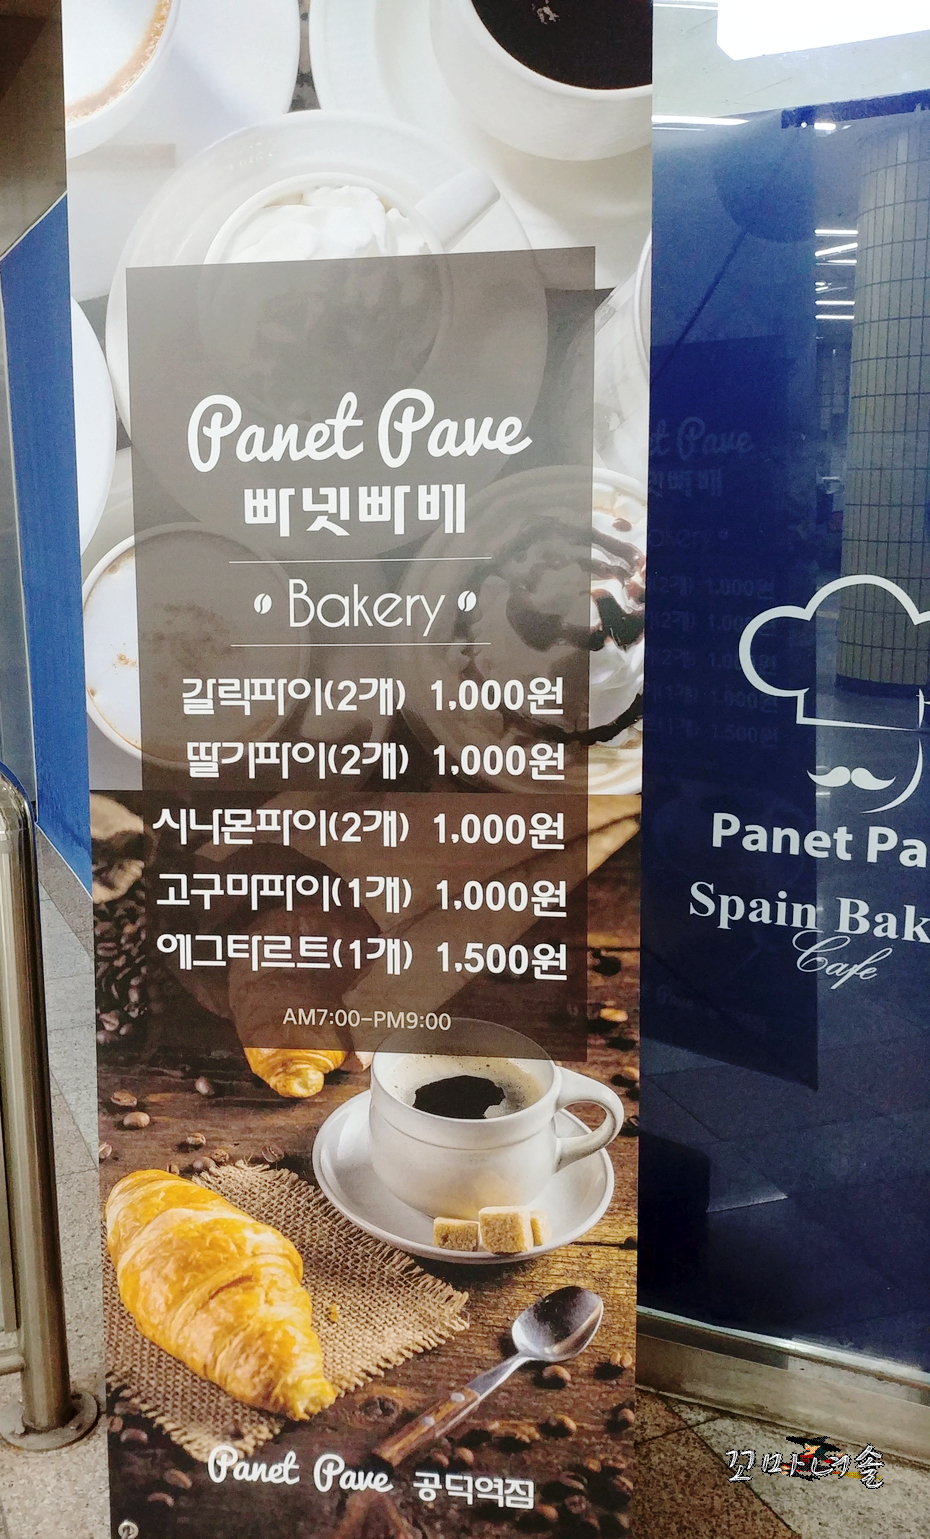 Panet Pave
빠넷빠베
Bakery
갈릭파이(2개) 1,000원
딸기파이(2개) 1,000원
시나몬파이(2개) 1,000원
고구마파이(1개) 1,000원
에그타르트(1개) 1,500원
AM7:00-PM9:00
Panet Pave 공덕역점
Panet Pa
Spain Bak
Cafe